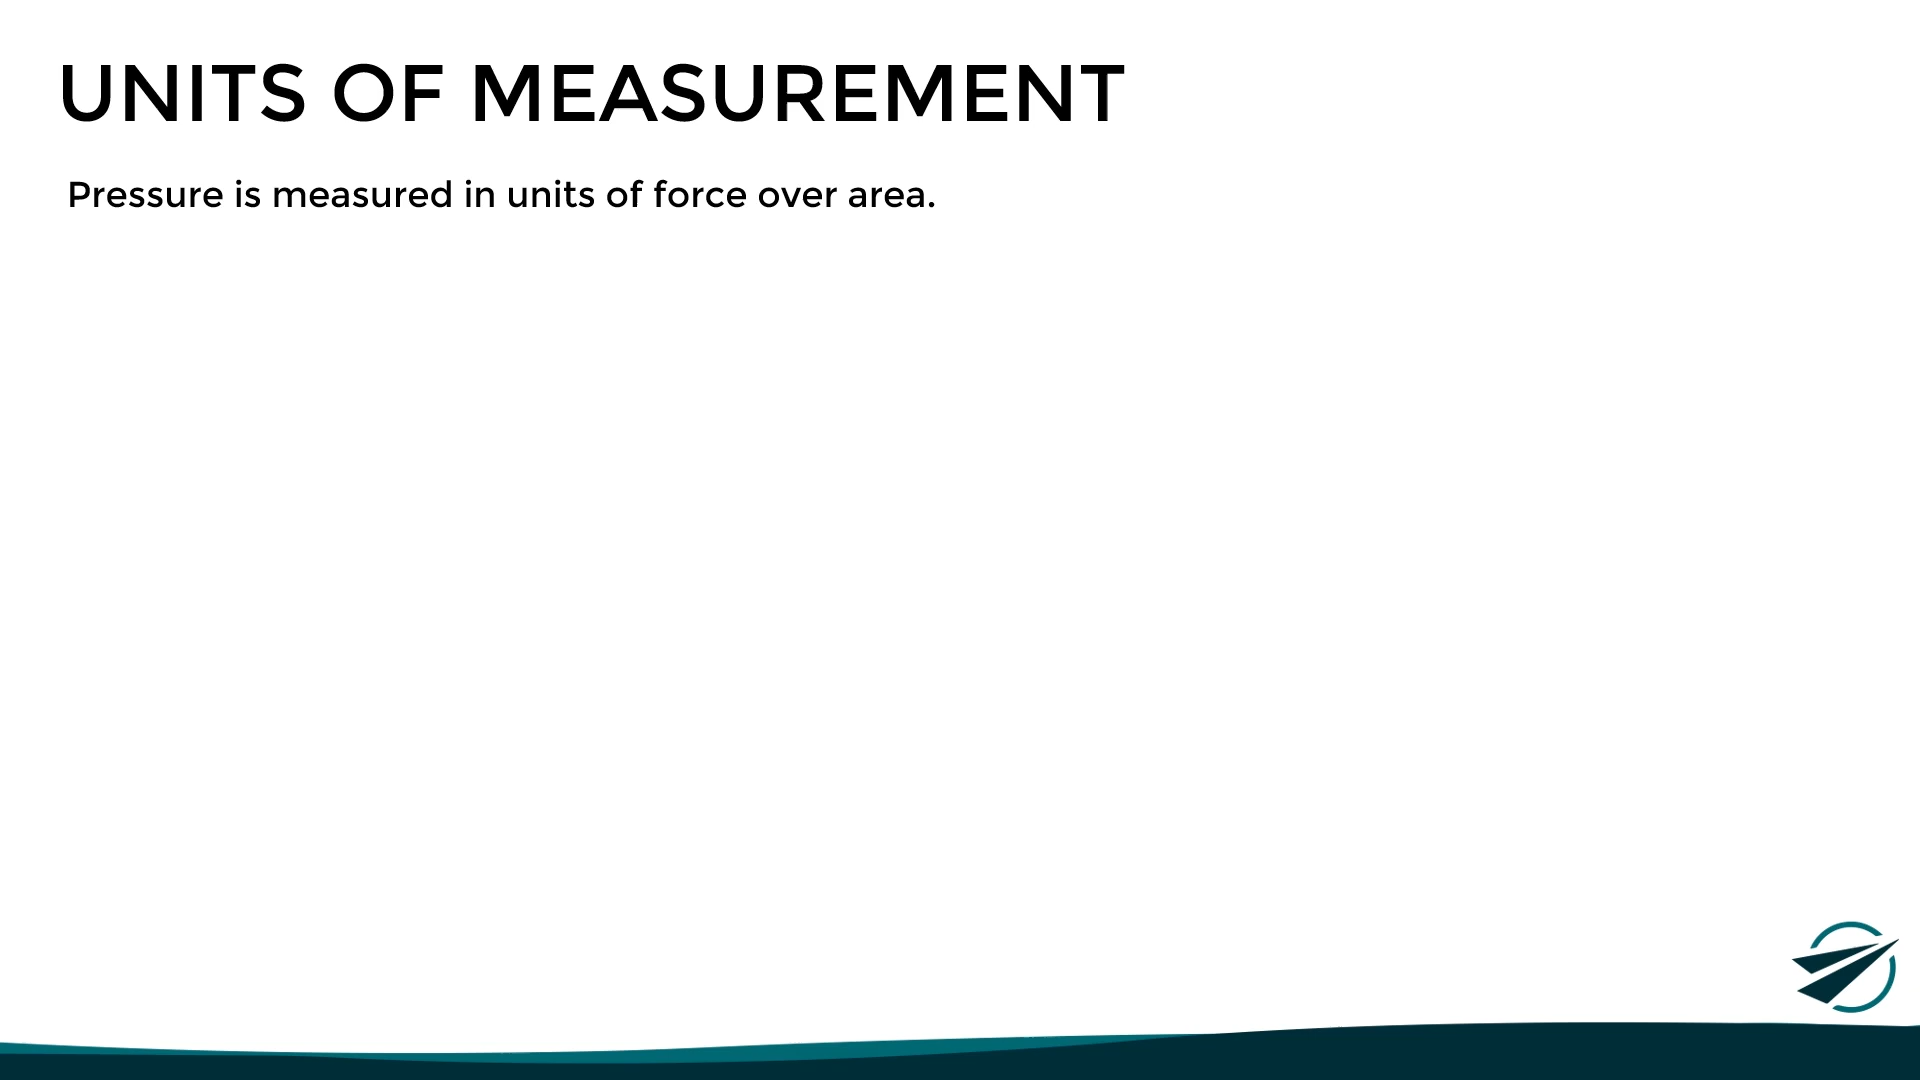 UNITS OF MEASUREMENT
Pressure is measured in units of force over area.